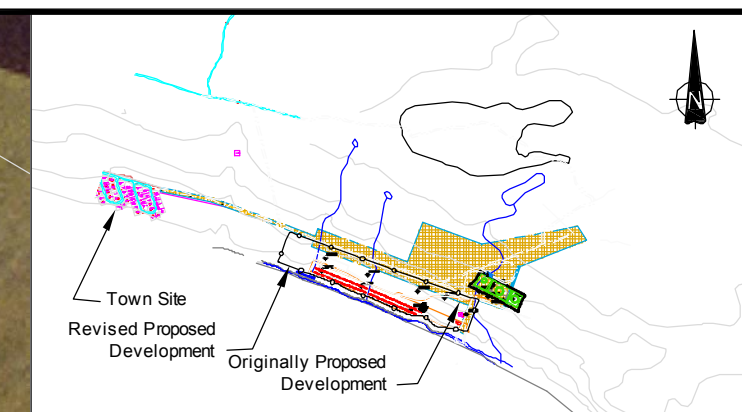 N
Town Site
Revised Proposed
Development
Originally Proposed
Development